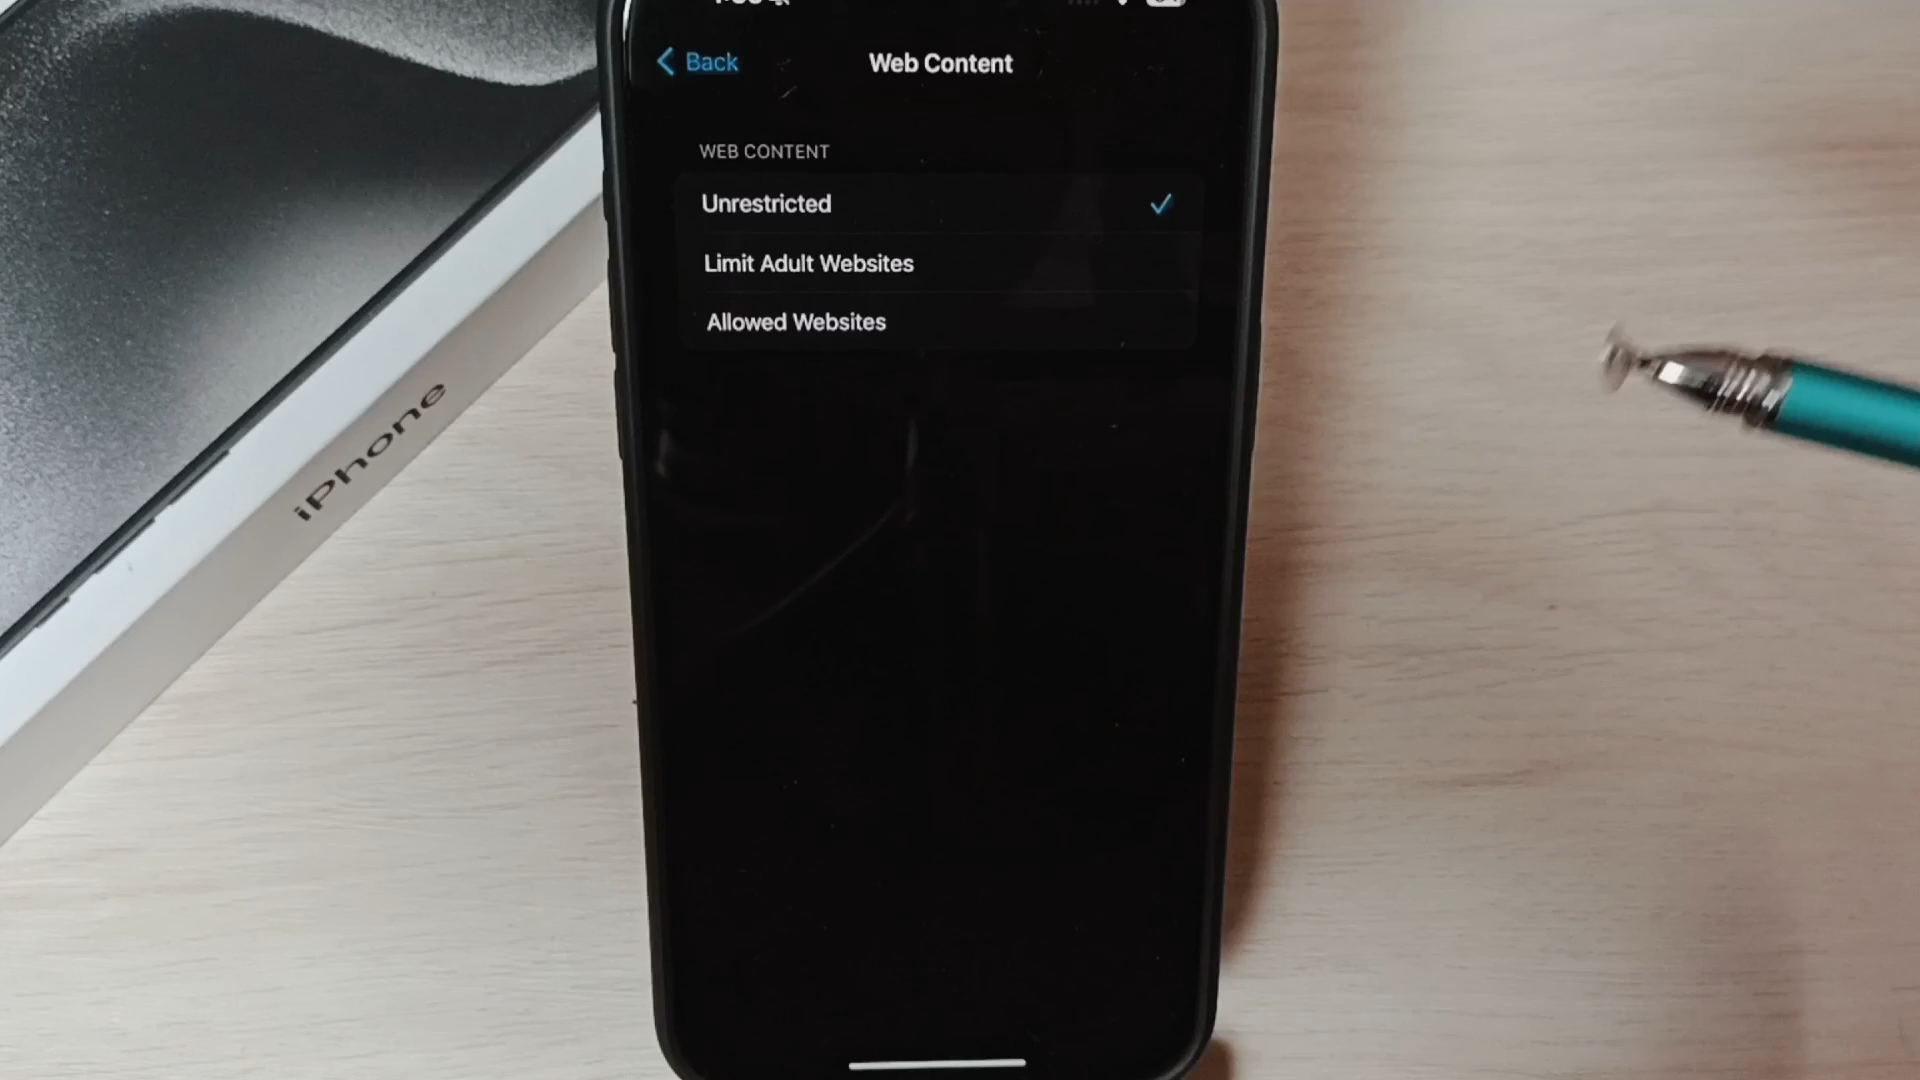 Back
Web Content
WEB CONTENT
Unrestricted
Limit Adult Websites
Allowed Websites
iPhone